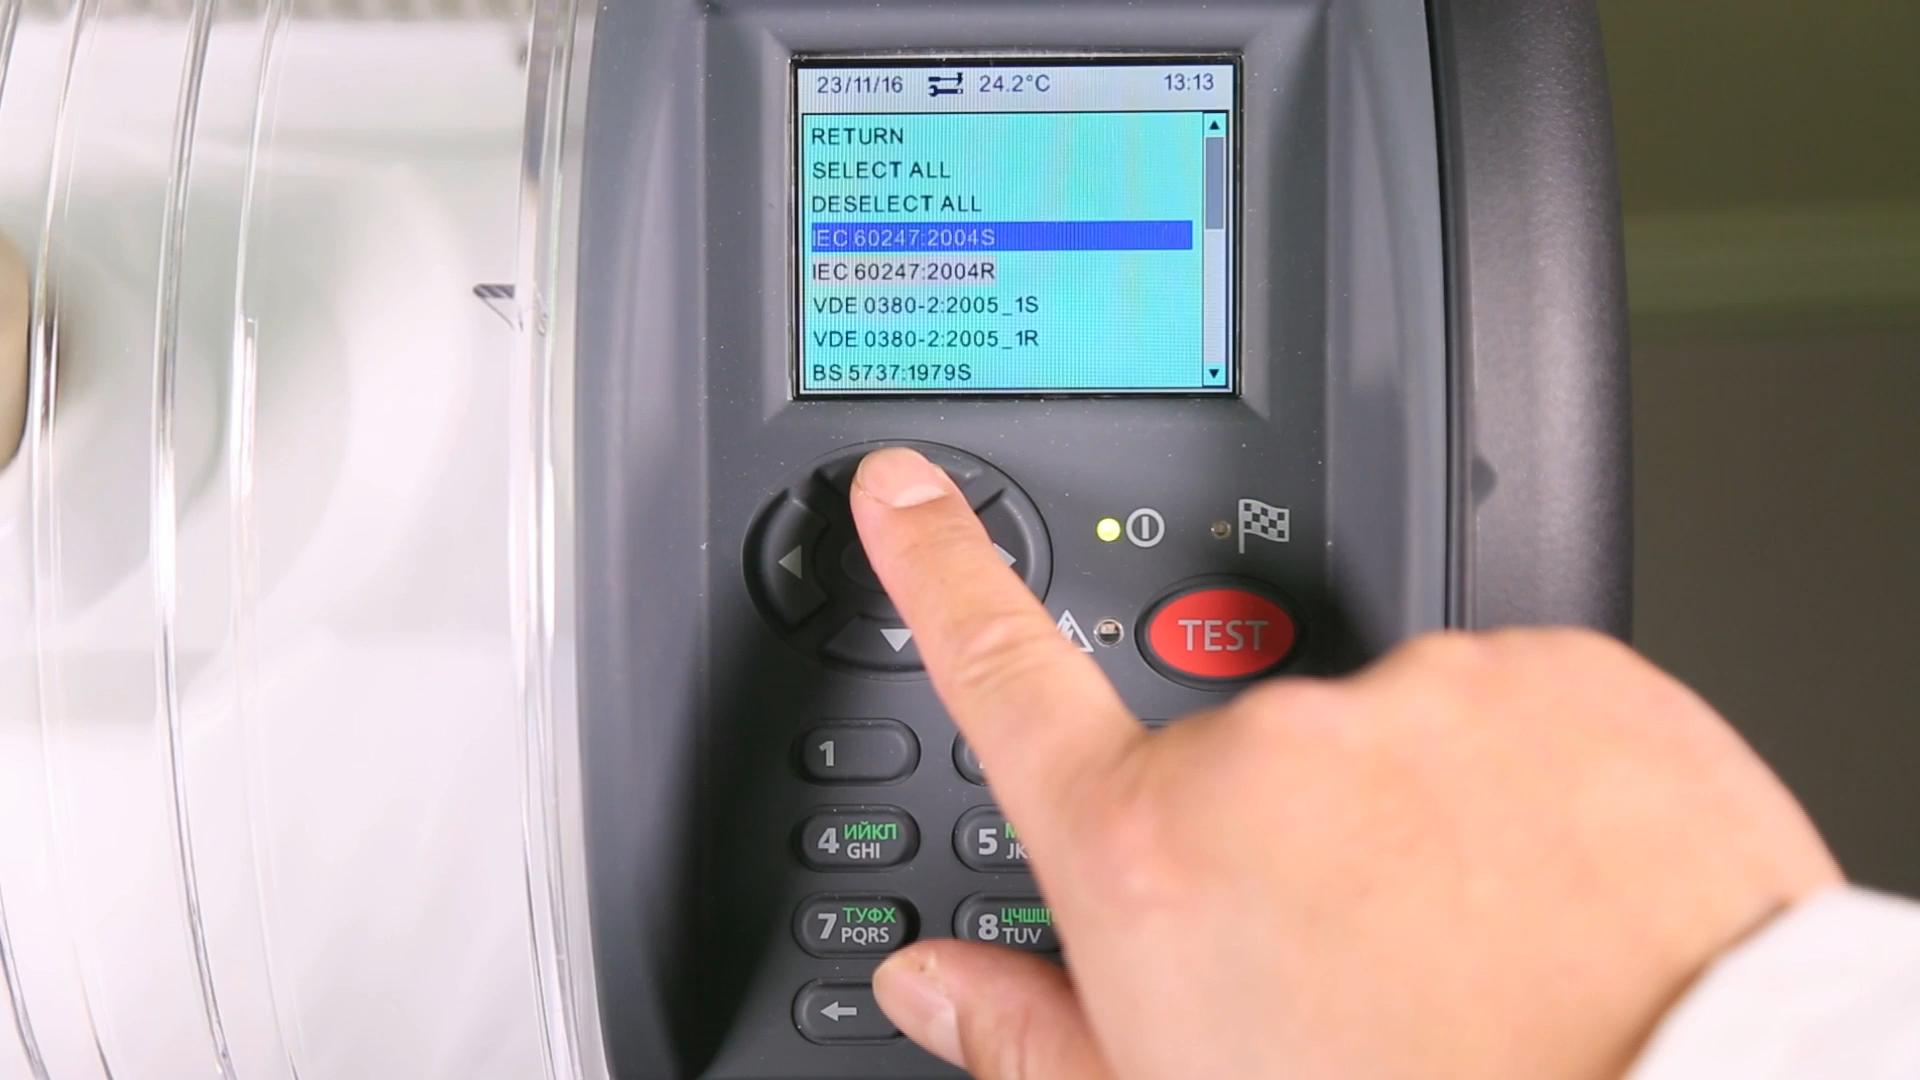 23/11/16 24.2°C 13:13
RETURN
SELECT ALL
DESELECT ALL
IEC 60247:2004S
IEC 60247:2004R
VDE 0380-2:2005_1S
VDE 0380-2:2005_1R
BS 5737:1979S
TEST
1
4 ИЙКЛ
GHI
5
7 ТУФХ
PQRS
8 ЦЧШЩ
TUV